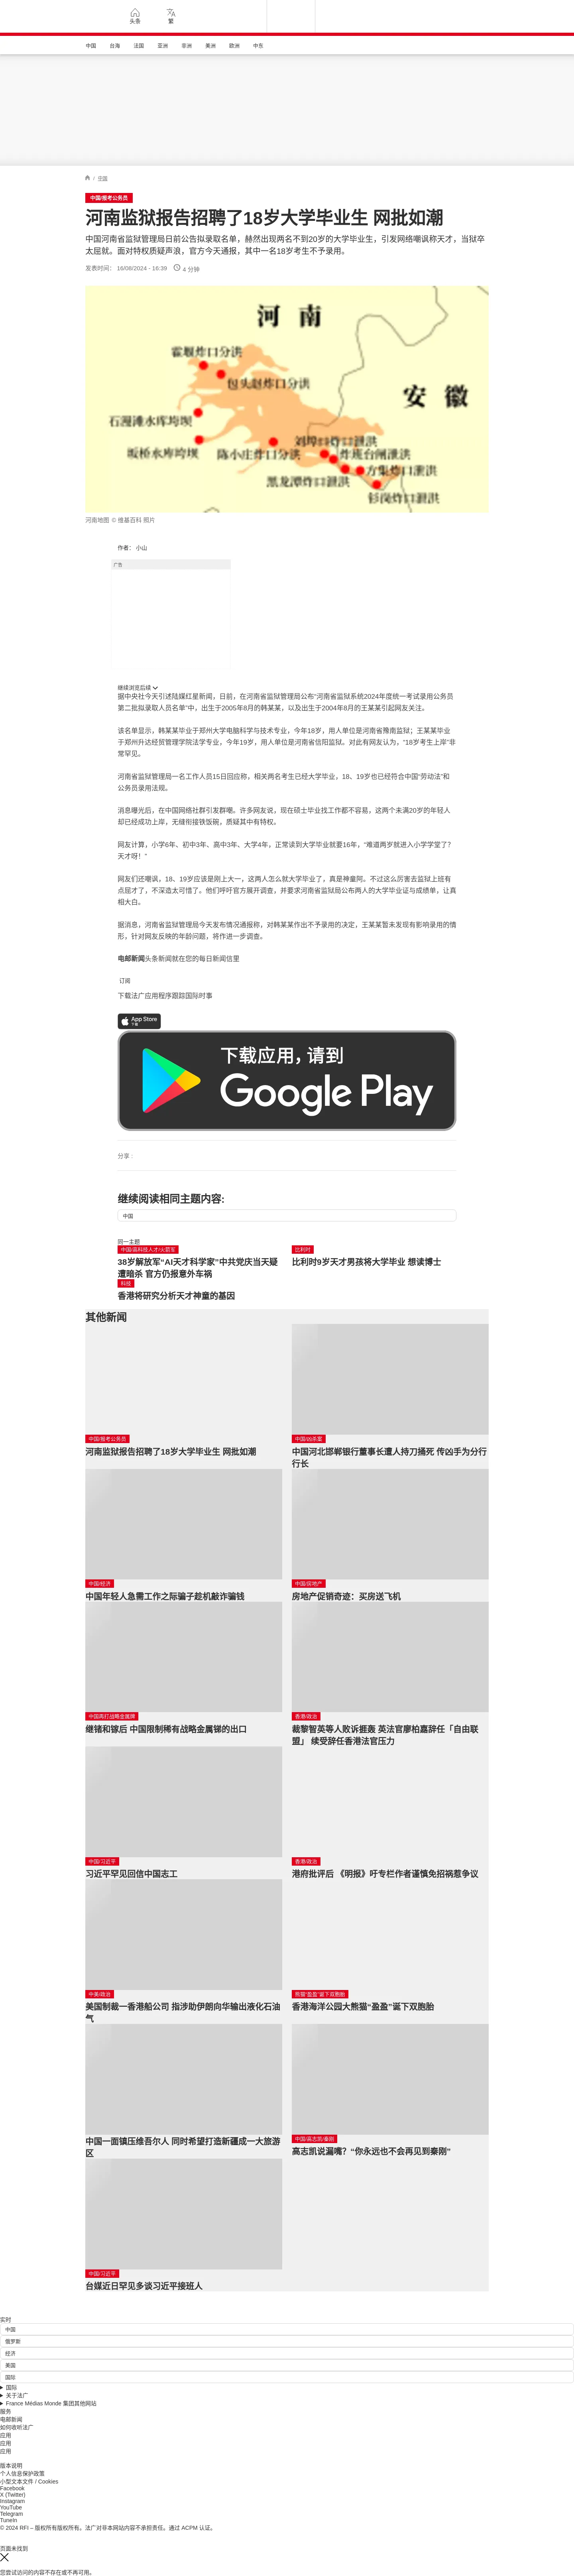 头条
繁
中国
台海
法国
亚洲
非洲
美洲
欧洲
中东
/ 中国
中国/报考公务员
河南监狱报告招聘了18岁大学毕业生 网批如潮
中国河南省监狱管理局日前公告拟录取名单，赫然出现两名不到20岁的大学毕业生，引发网络嘲讽称天才，当狱卒
太屈就。面对特权质疑声浪，官方今天通报，其中一名18岁考生不予录用。
发表时间： 16/08/2024 - 16:39
4 分钟
河南
霍堰炸口分洪
包头赵炸口分洪
安徽
石漫滩水库垮坝
刘埠炸口泄洪
班桥水库垮坝
陈小庄炸口分洪
炸班台闸泄洪
方集炸口泄洪
黑龙潭炸口泄洪
钐岗炸口泄洪
河南地图 © 维基百科 照片
作者： 小山
广告
继续浏览后续
据中央社今天引述陆媒红星新闻，日前，在河南省监狱管理局公布“河南省监狱系统2024年度统一考试录用公务员
第二批拟录取人员名单”中，出生于2005年8月的韩某某，以及出生于2004年8月的王某某引起网友关注。
该名单显示，韩某某毕业于郑州大学电脑科学与技术专业，今年18岁，用人单位是河南省豫南监狱；王某某毕业
于郑州升达经贸管理学院法学专业，今年19岁，用人单位是河南省信阳监狱。对此有网友认为，“18岁考生上岸”非
常罕见。
河南省监狱管理局一名工作人员15日回应称，相关两名考生已经大学毕业，18、19岁也已经符合中国“劳动法”和
公务员录用法规。
消息曝光后，在中国网络社群引发群嘲。许多网友说，现在硕士毕业找工作都不容易，这两个未满20岁的年轻人
却已经成功上岸，无缝衔接铁饭碗，质疑其中有特权。
网友计算，小学6年、初中3年、高中3年、大学4年，正常读到大学毕业就要16年，“难道两岁就进入小学学堂了？
天才呀！”
网友们还嘲讽，18、19岁应该是刚上大一，这两人怎么就大学毕业了，真是神童阿。不过这么厉害去监狱上班有
点屈才了，不深造太可惜了。他们呼吁官方展开调查，并要求河南省监狱局公布两人的大学毕业证与成绩单，让真
相大白。
据消息，河南省监狱管理局今天发布情况通报称，对韩某某作出不予录用的决定，王某某暂未发现有影响录用的情
形，针对网友反映的年龄问题，将作进一步调查。
电邮新闻头条新闻就在您的每日新闻信里
订阅
下载法广应用程序跟踪国际时事
App Store
下载
下载应用，请到
Google Play
分享 :
继续阅读相同主题内容:
中国
同一主题
中国/高科技人才/火箭军
38岁解放军“AI天才科学家”中共党庆当天疑
遭暗杀 官方仍报意外车祸
比利时
比利时9岁天才男孩将大学毕业 想读博士
科技
香港将研究分析天才神童的基因
其他新闻
中国/报考公务员
河南监狱报告招聘了18岁大学毕业生 网批如潮
中国/凶杀案
中国河北邯郸银行董事长遭人持刀捅死 传凶手为分行
行长
中国/经济
中国年轻人急需工作之际骗子趁机敲诈骗钱
中国/房地产
房地产促销奇迹：买房送飞机
中国再打战略金属牌
继锗和镓后 中国限制稀有战略金属锑的出口
香港/政治
裁黎智英等人败诉捱轰 英法官廖柏嘉辞任「自由联
盟」 续受辞任香港法官压力
中国/习近平
习近平罕见回信中国志工
香港/政治
港府批评后 《明报》吁专栏作者谨慎免招祸惹争议
中美/政治
美国制裁一香港船公司 指涉助伊朗向华输出液化石油
气
熊猫“盈盈”诞下双胞胎
香港海洋公园大熊猫“盈盈”诞下双胞胎
中国一面镇压维吾尔人 同时希望打造新疆成一大旅游
区
中国/高志凯/秦刚
高志凯说漏嘴？“你永远也不会再见到秦刚”
中国/习近平
台媒近日罕见多谈习近平接班人
实时
中国
俄罗斯
经济
美国
国际
国际
关于法广
France Médias Monde 集团其他网站
服务
电邮新闻
如何收听法广
应用
应用
应用
版本说明
个人信息保护政策
小型文本文件 / Cookies
Facebook
X (Twitter)
Instagram
YouTube
Telegram
TuneIn
© 2024 RFI – 版权所有版权所有。法广对非本网站内容不承担责任。通过 ACPM 认证。
页面未找到
您尝试访问的内容不存在或不再可用。